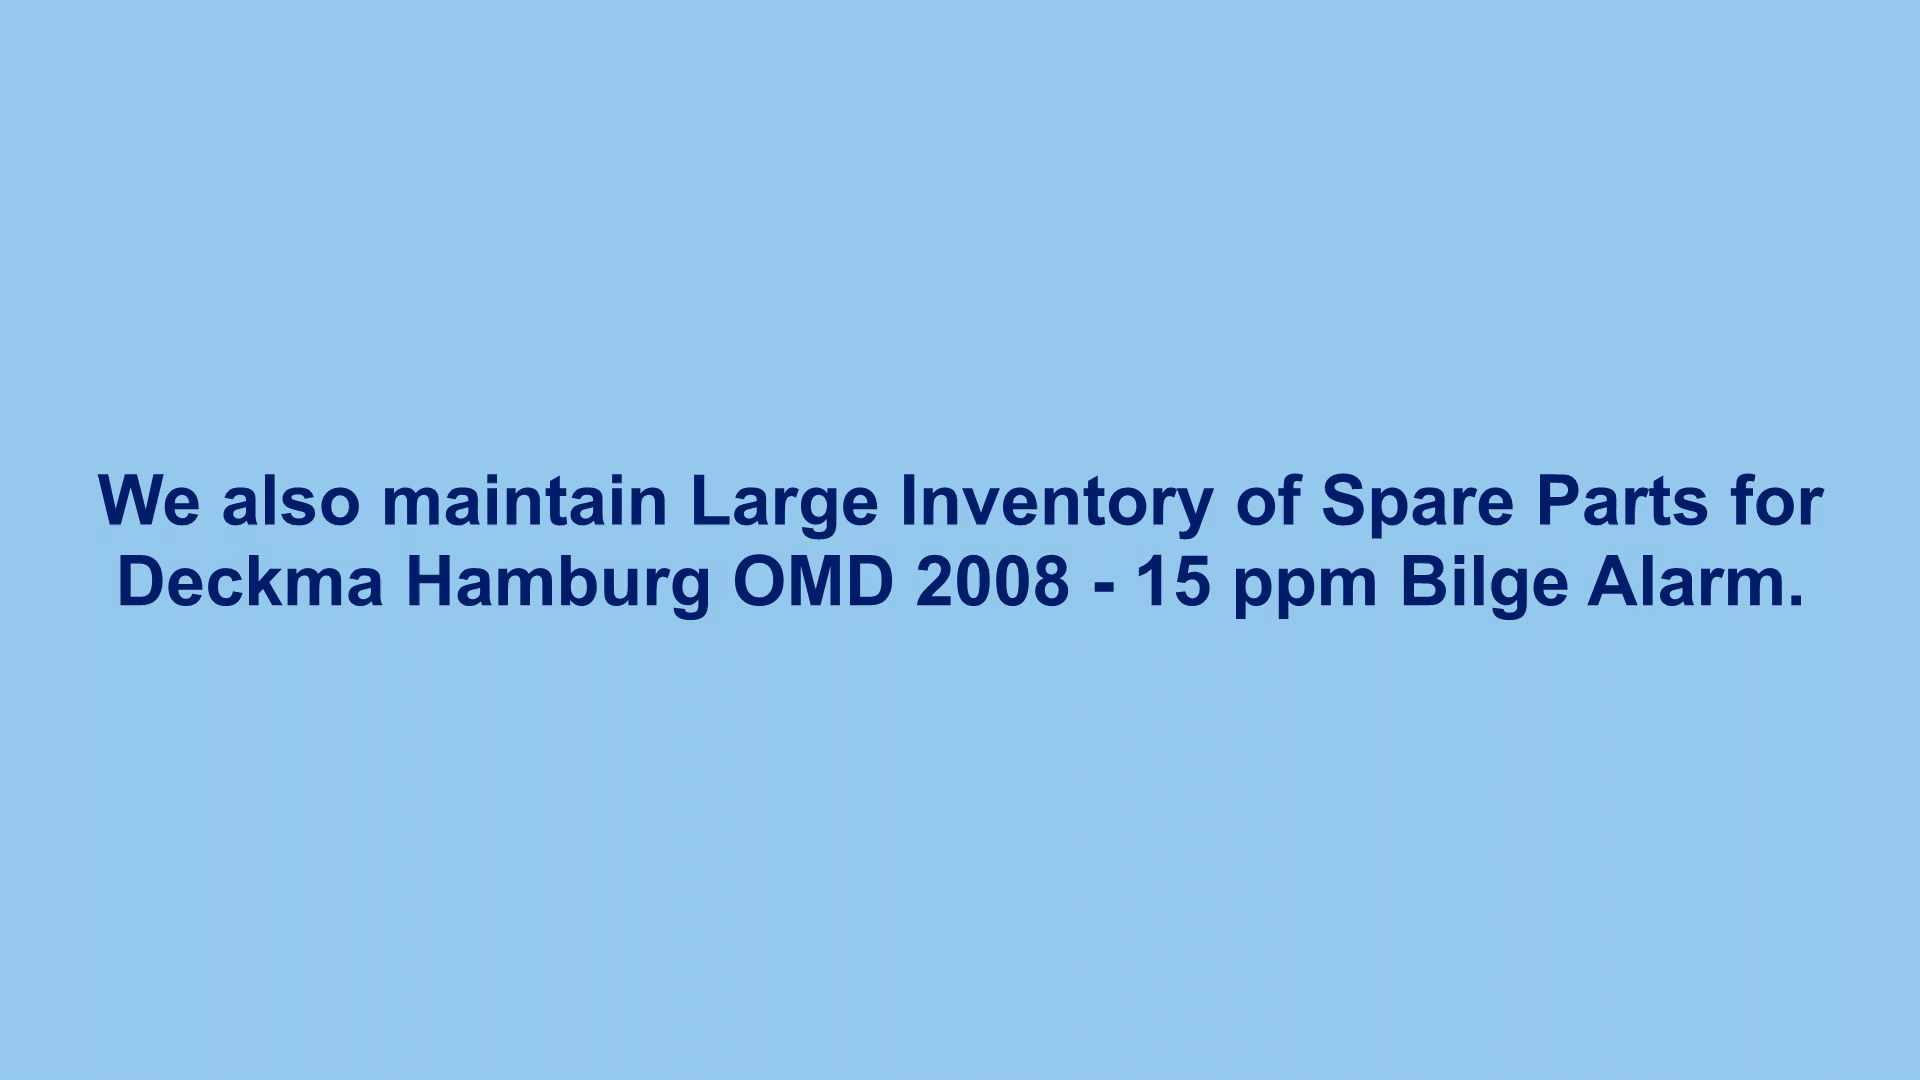 We also maintain Large Inventory of Spare Parts for
Deckma Hamburg OMD 2008 - 15 ppm Bilge Alarm.